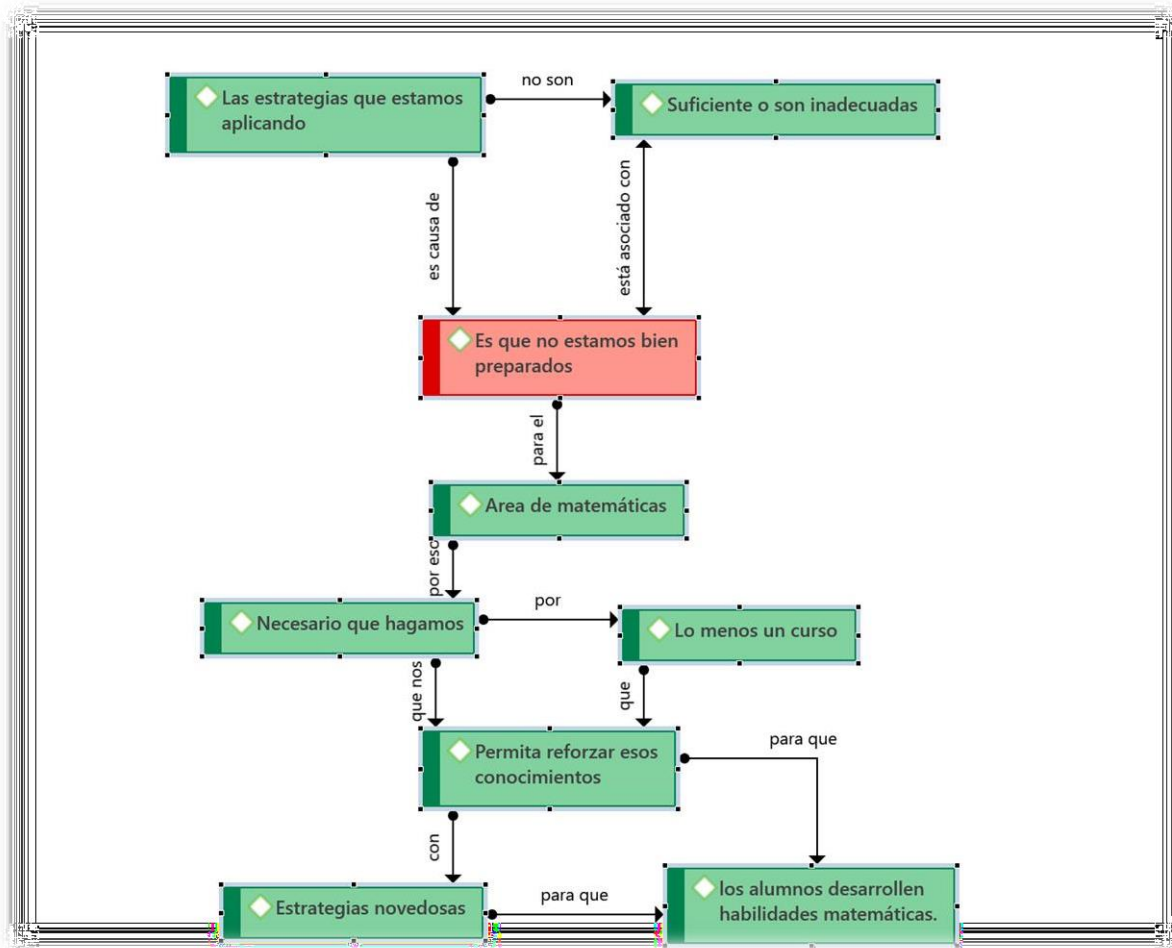 Las estrategias que estamos
aplicando
no son
Suficiente o son inadecuadas
es causa de
está asociado con
Es que no estamos bien
preparados
para el
Area de matemáticas
por eso
Necesario que hagamos
por
Lo menos un curso
que nos
que
Permita reforzar esos
conocimientos
para que
con
Estrategias novedosas
para que
los alumnos desarrollen
habilidades matemáticas.